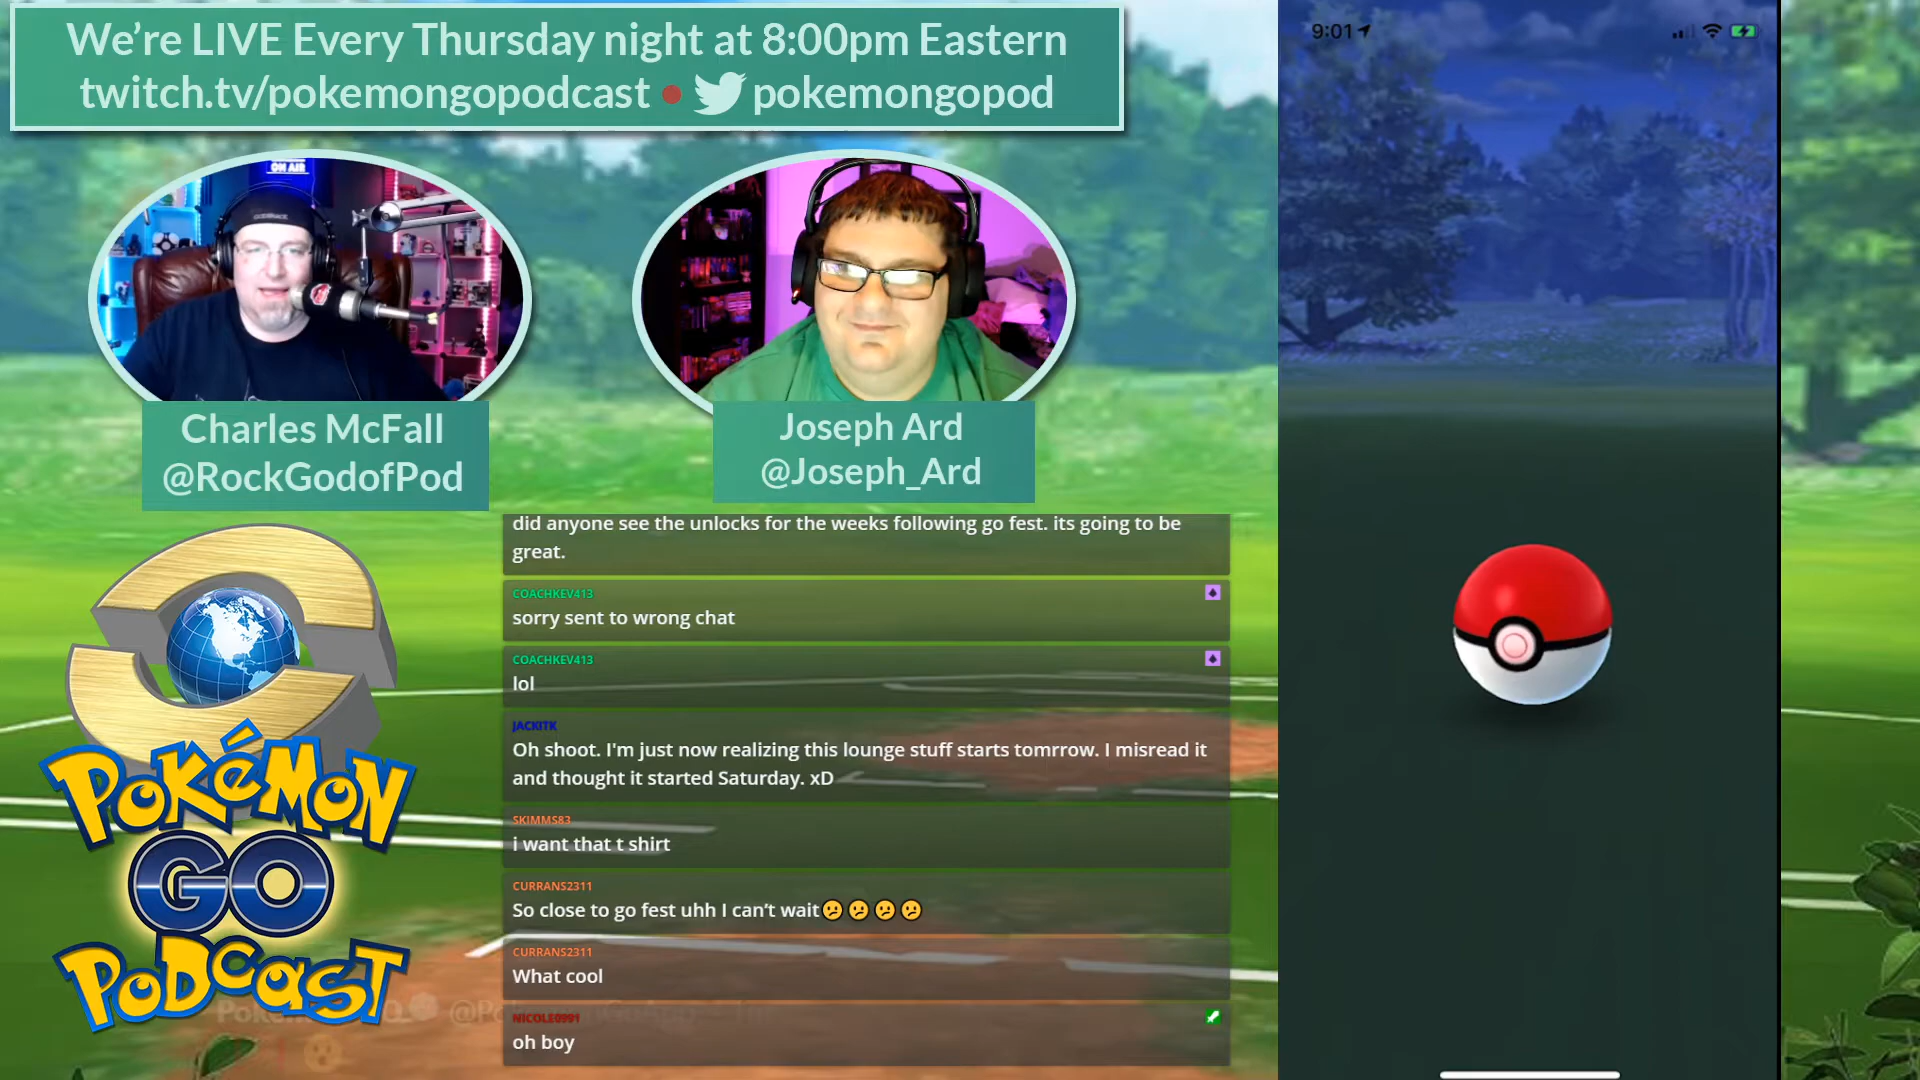 We're LIVE Every Thursday night at 8:00pm Eastern
twitch.tv/pokemongopodcast • pokemongopod
ON AIR
Charles McFall
@RockGodofPod
Joseph Ard
@Joseph_Ard
9:01
did anyone see the unlocks for the weeks following go fest. its going to be
great.
COACHKEV413
sorry sent to wrong chat
COACHKEV413
lol
JACKITK
Oh shoot. I'm just now realizing this lounge stuff starts tomrrow. I misread it
and thought it started Saturday. xD
SKIMMS83
i want that t shirt
CURRANS2311
So close to go fest uhh I can't wait😕😕😕😕
CURRANS2311
What cool
NICOLE0991
oh boy
POKÉMON
GO
PODCAST